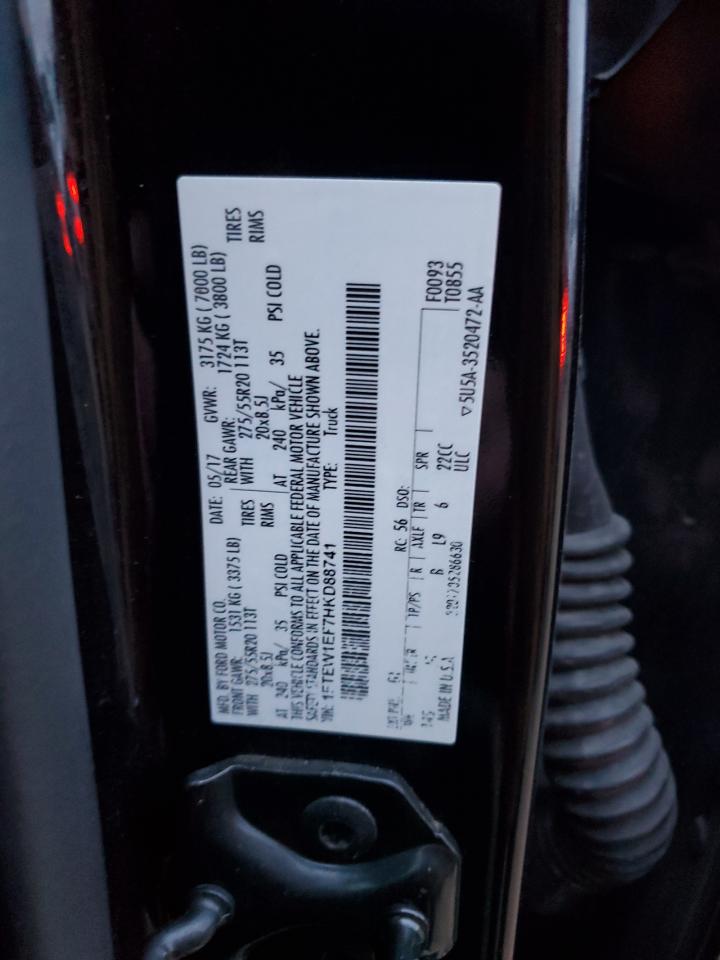 MFD. BY FORD MOTOR CO. DATE: 05/17 GVWR: 3175 KG ( 7000 LB)
FRONT GAWR: 1531 KG ( 3375 LB) REAR GAWR: 1724 KG ( 3800 LB)
WITH 275/55R20 113T TIRES WITH 275/55R20 113T TIRES
20x8.5J RIMS 20x8.5J RIMS
AT 240 kPa/ 35 PSI COLD AT 240 kPa/ 35 PSI COLD
THIS VEHICLE CONFORMS TO ALL APPLICABLE FEDERAL MOTOR VEHICLE
SAFETY STANDARDS IN EFFECT ON THE DATE OF MANUFACTURE SHOWN ABOVE.
VIN: 1FTEW1EF7HKD88741 TYPE: Truck
F0093
T0855
RC: 56 DSO:
TP/PS R AXLE TR SPR
145 B L9 6 22CC
ULC
MADE IN U.S.A.
▽5U5A-3520472-AA